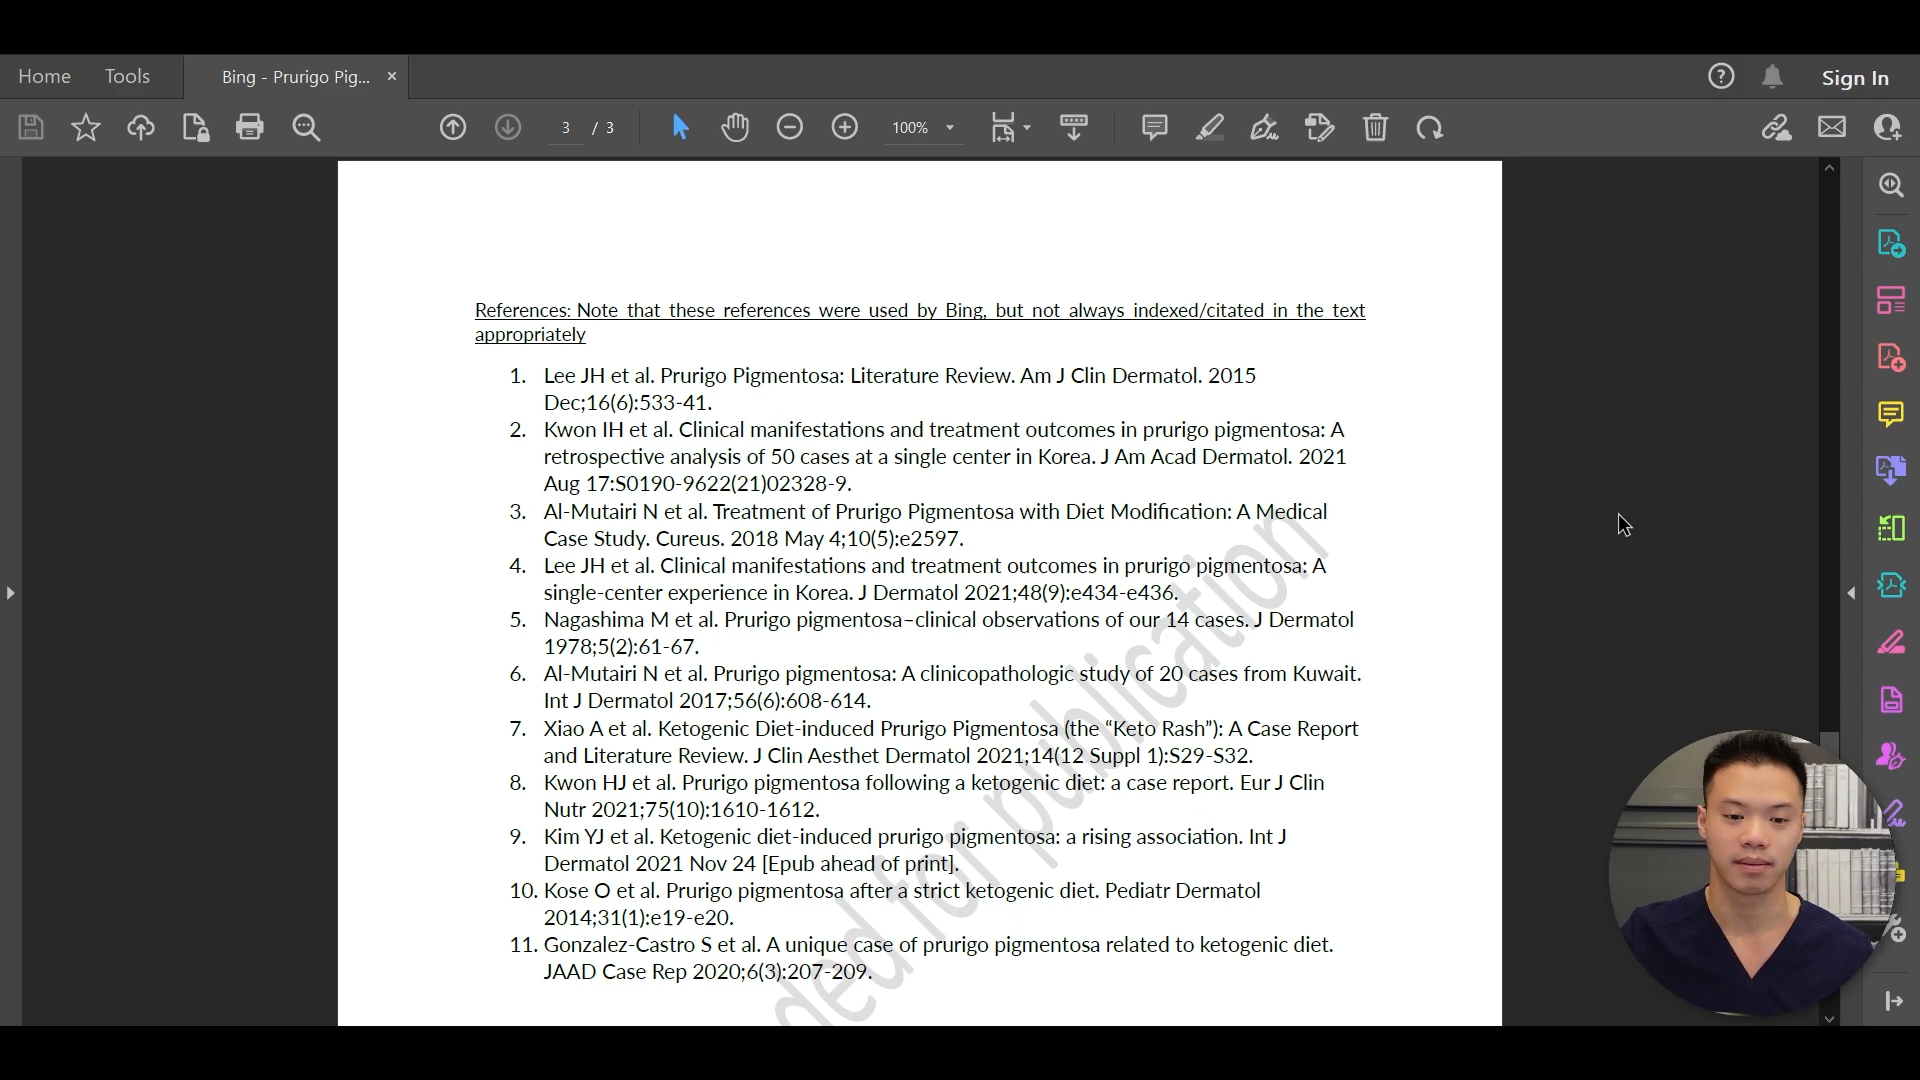 Home
Tools
Bing - Prurigo Pig...
Sign In
3 / 3
100%
References: Note that these references were used by Bing, but not always indexed/citated in the text
appropriately
1. Lee JH et al. Prurigo Pigmentosa: Literature Review. Am J Clin Dermatol. 2015
Dec;16(6):533-41.
2. Kwon IH et al. Clinical manifestations and treatment outcomes in prurigo pigmentosa: A
retrospective analysis of 50 cases at a single center in Korea. J Am Acad Dermatol. 2021
Aug 17:S0190-9622(21)02328-9.
3. Al-Mutairi N et al. Treatment of Prurigo Pigmentosa with Diet Modification: A Medical
Case Study. Cureus. 2018 May 4;10(5):e2597.
4. Lee JH et al. Clinical manifestations and treatment outcomes in prurigo pigmentosa: A
single-center experience in Korea. J Dermatol 2021;48(9):e434-e436.
5. Nagashima M et al. Prurigo pigmentosa–clinical observations of our 14 cases. J Dermatol
1978;5(2):61-67.
6. Al-Mutairi N et al. Prurigo pigmentosa: A clinicopathologic study of 20 cases from Kuwait.
Int J Dermatol 2017;56(6):608-614.
7. Xiao A et al. Ketogenic Diet-induced Prurigo Pigmentosa (the “Keto Rash”): A Case Report
and Literature Review. J Clin Aesthet Dermatol 2021;14(12 Suppl 1):S29-S32.
8. Kwon HJ et al. Prurigo pigmentosa following a ketogenic diet: a case report. Eur J Clin
Nutr 2021;75(10):1610-1612.
9. Kim YJ et al. Ketogenic diet-induced prurigo pigmentosa: a rising association. Int J
Dermatol 2021 Nov 24 [Epub ahead of print].
10. Kose O et al. Prurigo pigmentosa after a strict ketogenic diet. Pediatr Dermatol
2014;31(1):e19-e20.
11. Gonzalez-Castro S et al. A unique case of prurigo pigmentosa related to ketogenic diet.
JAAD Case Rep 2020;6(3):207-209.
ded for publication